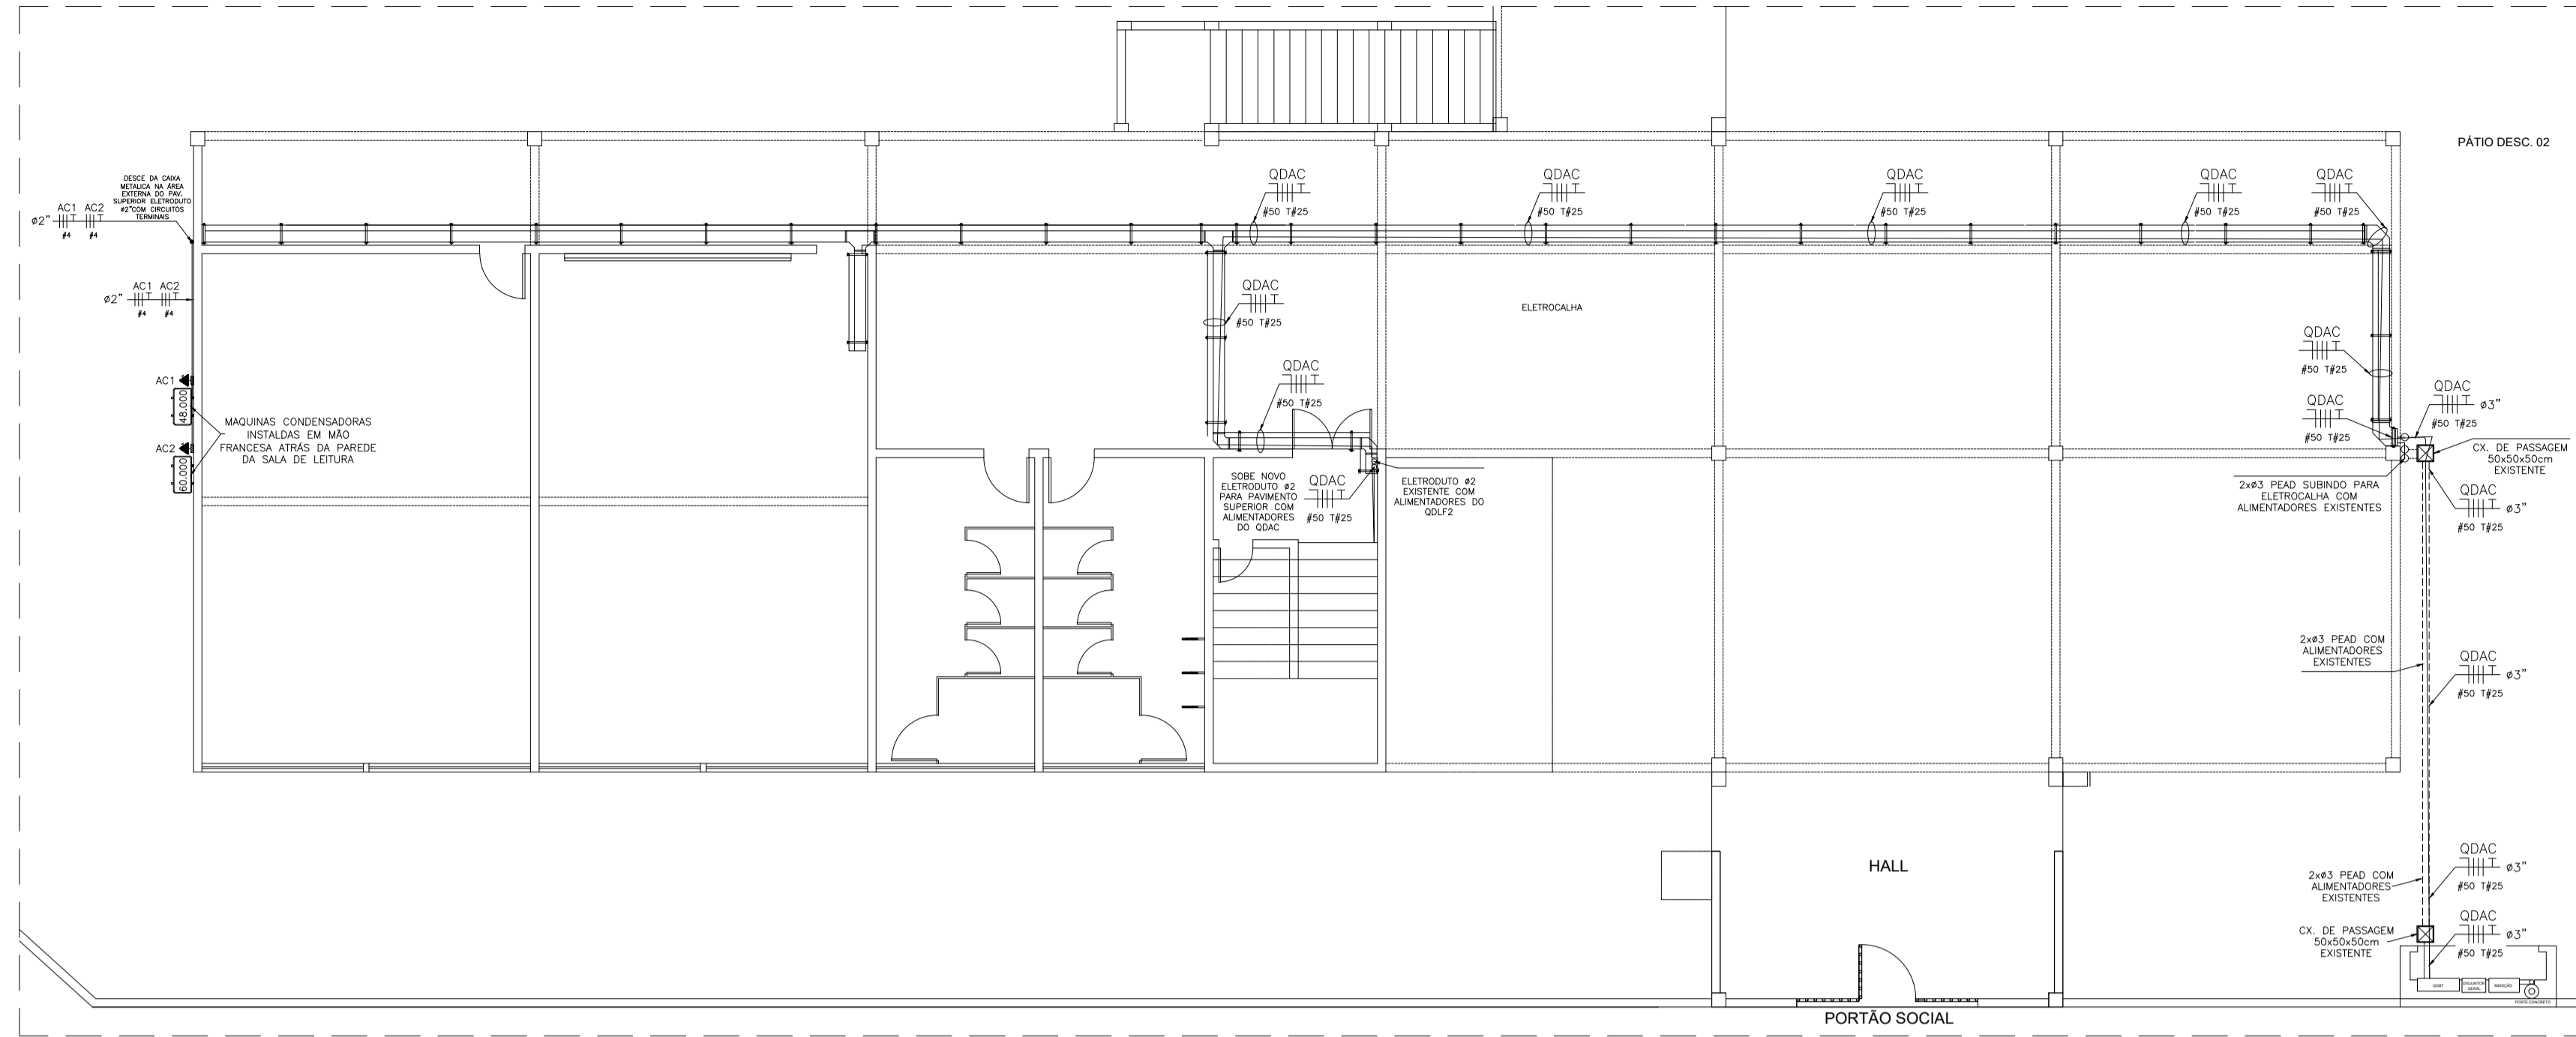 PÁTIO DESC. 02
DESCE DA CAIXA
METALICA NA ÁREA
EXTERNA DO PAV.
SUPERIOR ELETRODUTO
ø2"COM CIRCUITOS
TERMINAIS
AC1 AC2
ø2"
#4 #4
AC1 AC2
ø2"
#4 #4
AC1
48.000
AC2
60.000
MAQUINAS CONDENSADORAS
INSTALDAS EM MÃO
FRANCESA ATRÁS DA PAREDE
DA SALA DE LEITURA
QDAC
#50 T#25
QDAC
#50 T#25
QDAC
#50 T#25
QDAC
#50 T#25
QDAC
#50 T#25
QDAC
#50 T#25
ELETROCALHA
QDAC
#50 T#25
SOBE NOVO
ELETRODUTO ø2
PARA PAVIMENTO
SUPERIOR COM
ALIMENTADORES
DO QDAC
QDAC
#50 T#25
ELETRODUTO ø2
EXISTENTE COM
ALIMENTADORES DO
QDLF2
QDAC
#50 T#25
QDAC
#50 T#25
QDAC
ø3"
#50 T#25
CX. DE PASSAGEM
50x50x50cm
EXISTENTE
2xø3 PEAD SUBINDO PARA
ELETROCALHA COM
ALIMENTADORES EXISTENTES
QDAC
ø3"
#50 T#25
2xø3 PEAD COM
ALIMENTADORES
EXISTENTES
QDAC
ø3"
#50 T#25
QDAC
ø3"
#50 T#25
2xø3 PEAD COM
ALIMENTADORES
EXISTENTES
QDAC
ø3"
#50 T#25
CX. DE PASSAGEM
50x50x50cm
EXISTENTE
HALL
QGBT
DISJUNTOR
GERAL
MEDIÇÃO
POSTE CONCRETO
PORTÃO SOCIAL